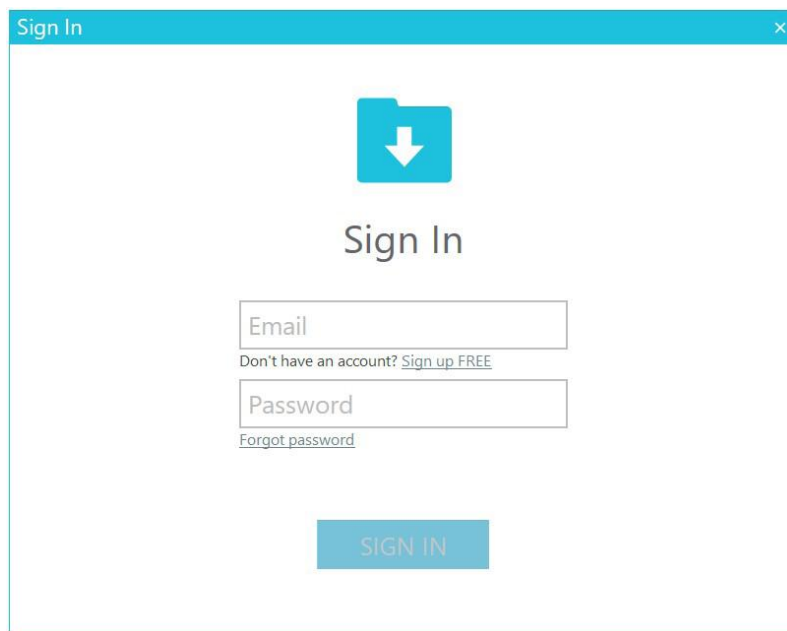 Sign In ×
Sign In
Email
Don't have an account? Sign up FREE
Password
Forgot password
SIGN IN